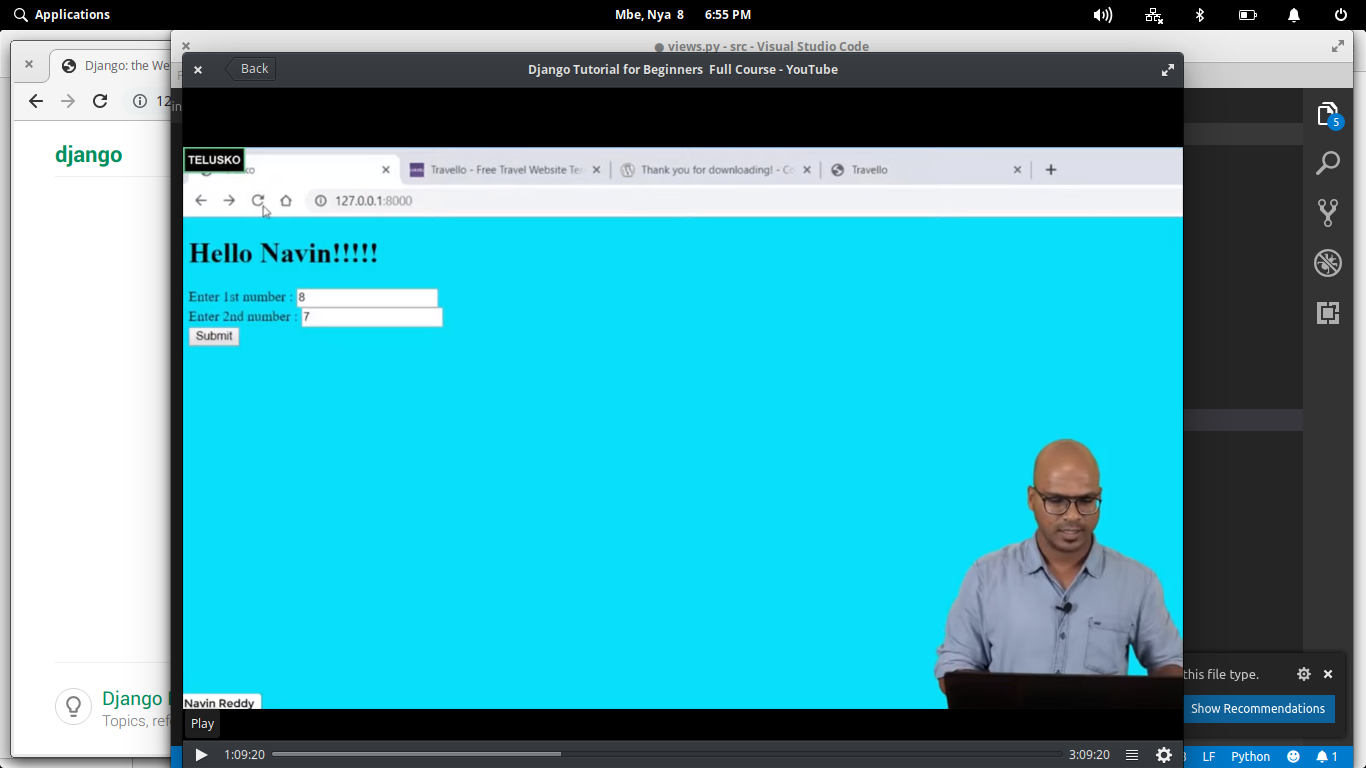 Applications
Mbe, Nya 8 6:55 PM
views.py - src - Visual Studio Code
Django: the We
Back
Django Tutorial for Beginners Full Course - YouTube
5
django
TELUSKO
Travello - Free Travel Website Te
Thank you for downloading! - Co
Travello
127.0.0.1:8000
Hello Navin!!!!!
Enter 1st number : 8
Enter 2nd number : 7
Submit
this file type.
Show Recommendations
Django
Topics, ref
Navin Reddy
Play
1:09:20
3:09:20
LF
Python
1